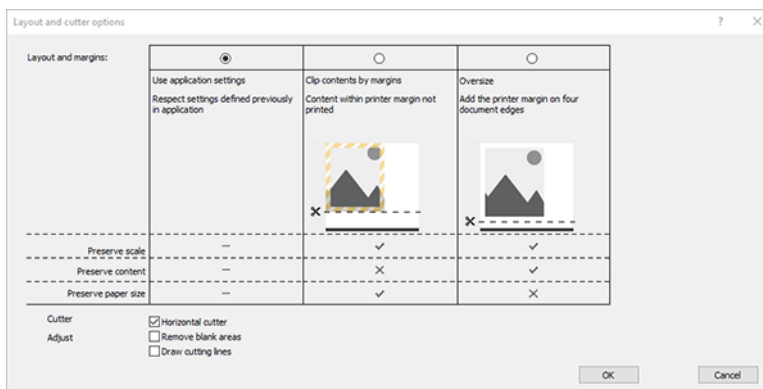 Layout and cutter options
?
Layout and margins:
Use application settings
Clip contents by margins
Oversize
Respect settings defined previously
in application
Content within printer margin not
printed
Add the printer margin on four
document edges
Preserve scale
Preserve content
Preserve paper size
Cutter
Horizontal cutter
Adjust
Remove blank areas
Draw cutting lines
OK
Cancel